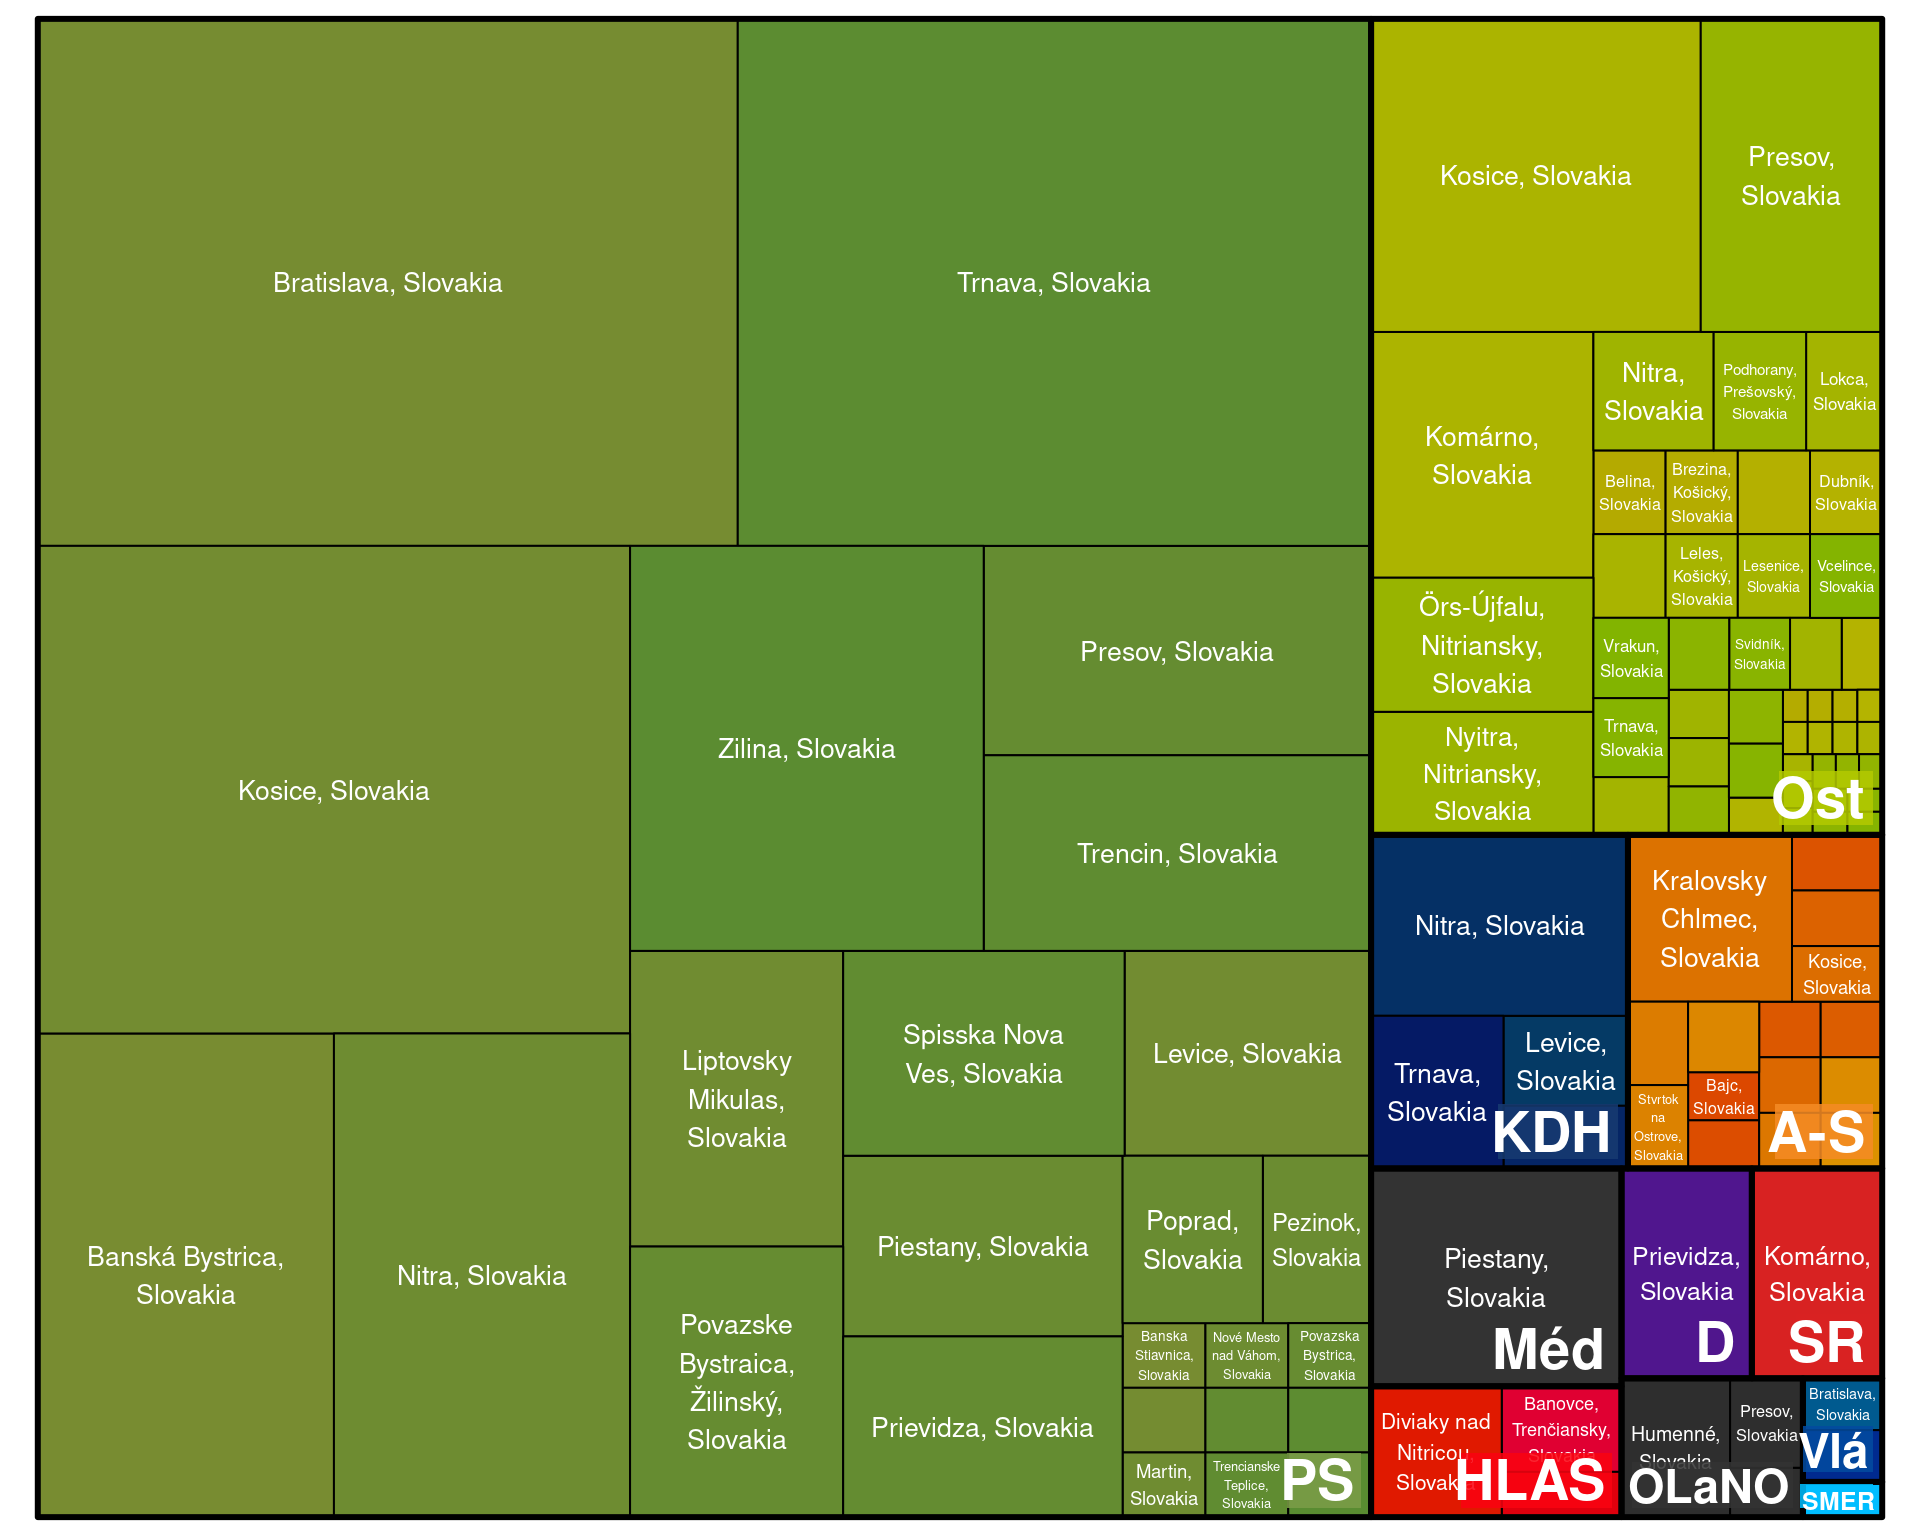 Bratislava, Slovakia
Trnava, Slovakia
Kosice, Slovakia
Zilina, Slovakia
Presov, Slovakia
Trencin, Slovakia
Banská Bystrica,
Slovakia
Nitra, Slovakia
Liptovsky
Mikulas,
Slovakia
Povazske
Bystraica,
Žilinský,
Slovakia
Spisska Nova
Ves, Slovakia
Levice, Slovakia
Piestany, Slovakia
Prievidza, Slovakia
Poprad,
Slovakia
Pezinok,
Slovakia
Banska
Stiavnica,
Slovakia
Nové Mesto
nad Váhom,
Slovakia
Povazska
Bystrica,
Slovakia
Martin,
Slovakia
Trencianske
Teplice,
Slovakia
PS
Kosice, Slovakia
Presov,
Slovakia
Komárno,
Slovakia
Örs-Újfalu,
Nitriansky,
Slovakia
Nyitra,
Nitriansky,
Slovakia
Nitra,
Slovakia
Podhorany,
Prešovský,
Slovakia
Lokca,
Slovakia
Belina,
Slovakia
Brezina,
Košický,
Slovakia
Dubník,
Slovakia
Leles,
Košický,
Slovakia
Lesenice,
Slovakia
Vcelince,
Slovakia
Vrakun,
Slovakia
Svidník,
Slovakia
Trnava,
Slovakia
Ost
Nitra, Slovakia
Trnava,
Slovakia
Levice,
Slovakia
KDH
Kralovsky
Chlmec,
Slovakia
Kosice,
Slovakia
Stvrtok
na
Ostrove,
Slovakia
Bajc,
Slovakia
A-S
Piestany,
Slovakia
Méd
Prievidza,
Slovakia
D
Komárno,
Slovakia
SR
Diviaky nad
Nitricou,
Slovakia
Banovce,
Trenčiansky,
Slovakia
HLAS
Humenné,
Slovakia
Presov,
Slovakia
OLaNO
Bratislava,
Slovakia
Vlá
SMER